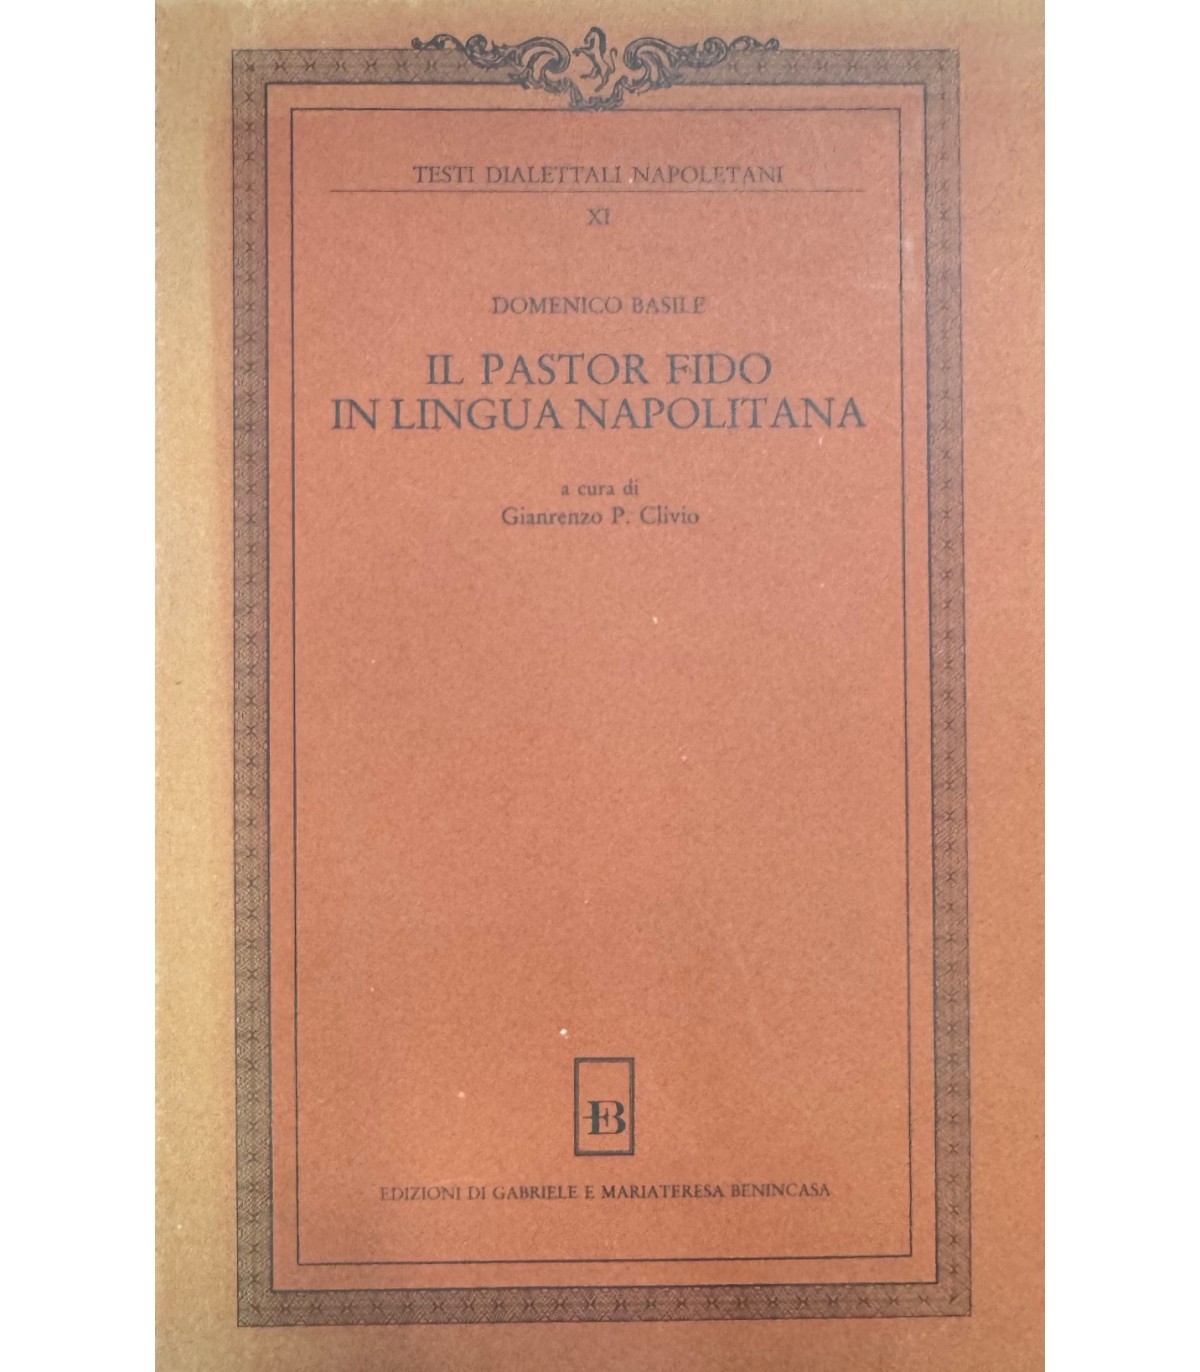 TESTI DIALETTALI NAPOLETANI
XI
DOMENICO BASILE
IL PASTOR FIDO
IN LINGUA NAPOLITANA
a cura di
Gianrenzo P. Clivio
EB
EDIZIONI DI GABRIELE E MARIATERESA BENINCASA